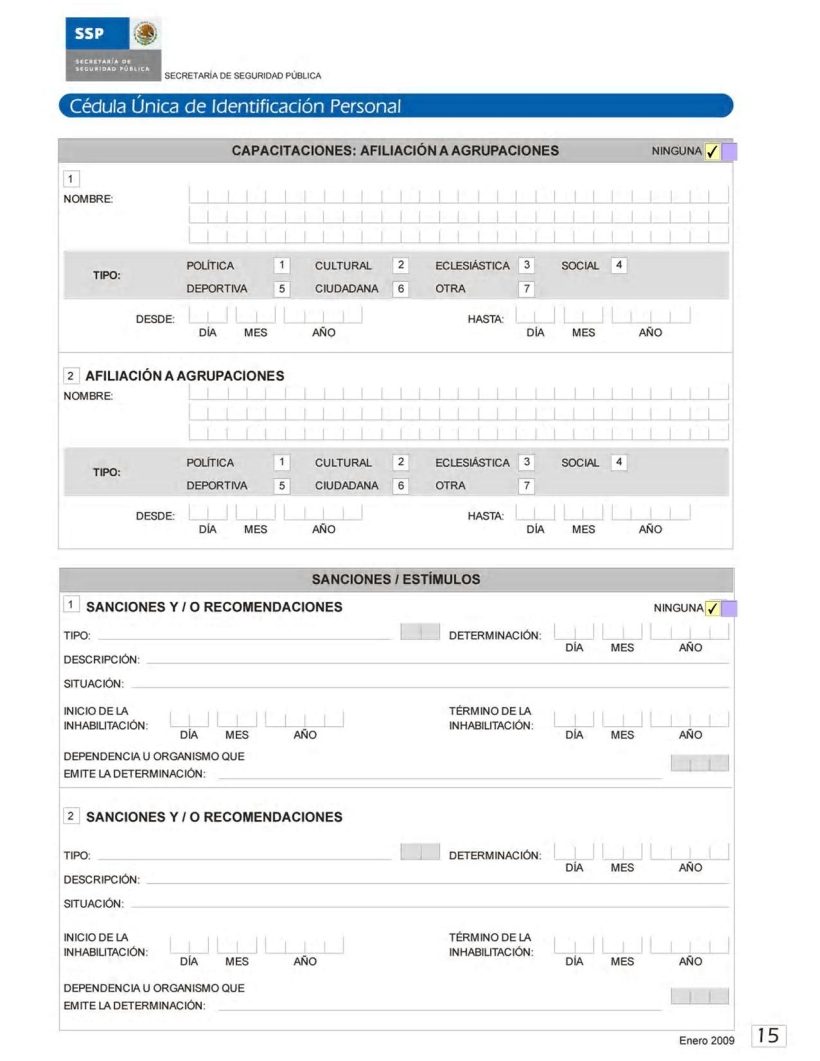 SSP
SECRETARÍA DE
SEGURIDAD PÚBLICA
SECRETARÍA DE SEGURIDAD PÚBLICA
Cédula Única de Identificación Personal
CAPACITACIONES: AFILIACIÓN A AGRUPACIONES NINGUNA ✓
1
NOMBRE:
TIPO:
POLÍTICA 1 CULTURAL 2 ECLESIÁSTICA 3 SOCIAL 4
DEPORTIVA 5 CIUDADANA 6 OTRA 7
DESDE: HASTA:
DÍA MES AÑO DÍA MES AÑO
2 AFILIACIÓN A AGRUPACIONES
NOMBRE:
TIPO:
POLÍTICA 1 CULTURAL 2 ECLESIÁSTICA 3 SOCIAL 4
DEPORTIVA 5 CIUDADANA 6 OTRA 7
DESDE: HASTA:
DÍA MES AÑO DÍA MES AÑO
SANCIONES / ESTÍMULOS
1 SANCIONES Y / O RECOMENDACIONES NINGUNA ✓
TIPO: DETERMINACIÓN:
DÍA MES AÑO
DESCRIPCIÓN:
SITUACIÓN:
INICIO DE LA TÉRMINO DE LA
INHABILITACIÓN: INHABILITACIÓN:
DÍA MES AÑO DÍA MES AÑO
DEPENDENCIA U ORGANISMO QUE
EMITE LA DETERMINACIÓN:
2 SANCIONES Y / O RECOMENDACIONES
TIPO: DETERMINACIÓN:
DÍA MES AÑO
DESCRIPCIÓN:
SITUACIÓN:
INICIO DE LA TÉRMINO DE LA
INHABILITACIÓN: INHABILITACIÓN:
DÍA MES AÑO DÍA MES AÑO
DEPENDENCIA U ORGANISMO QUE
EMITE LA DETERMINACIÓN:
Enero 2009 15